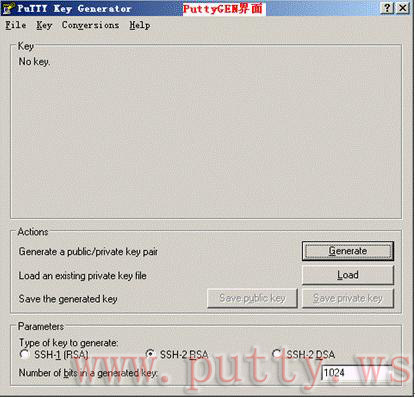 PuTTY Key Generator PuttyGEN界面
File Key Conversions Help
Key
No key.
Actions
Generate a public/private key pair Generate
Load an existing private key file Load
Save the generated key Save public key Save private key
Parameters
Type of key to generate:
SSH-1 (RSA) SSH-2 RSA SSH-2 DSA
Number of bits in a generated key: 1024
www.putty.ws